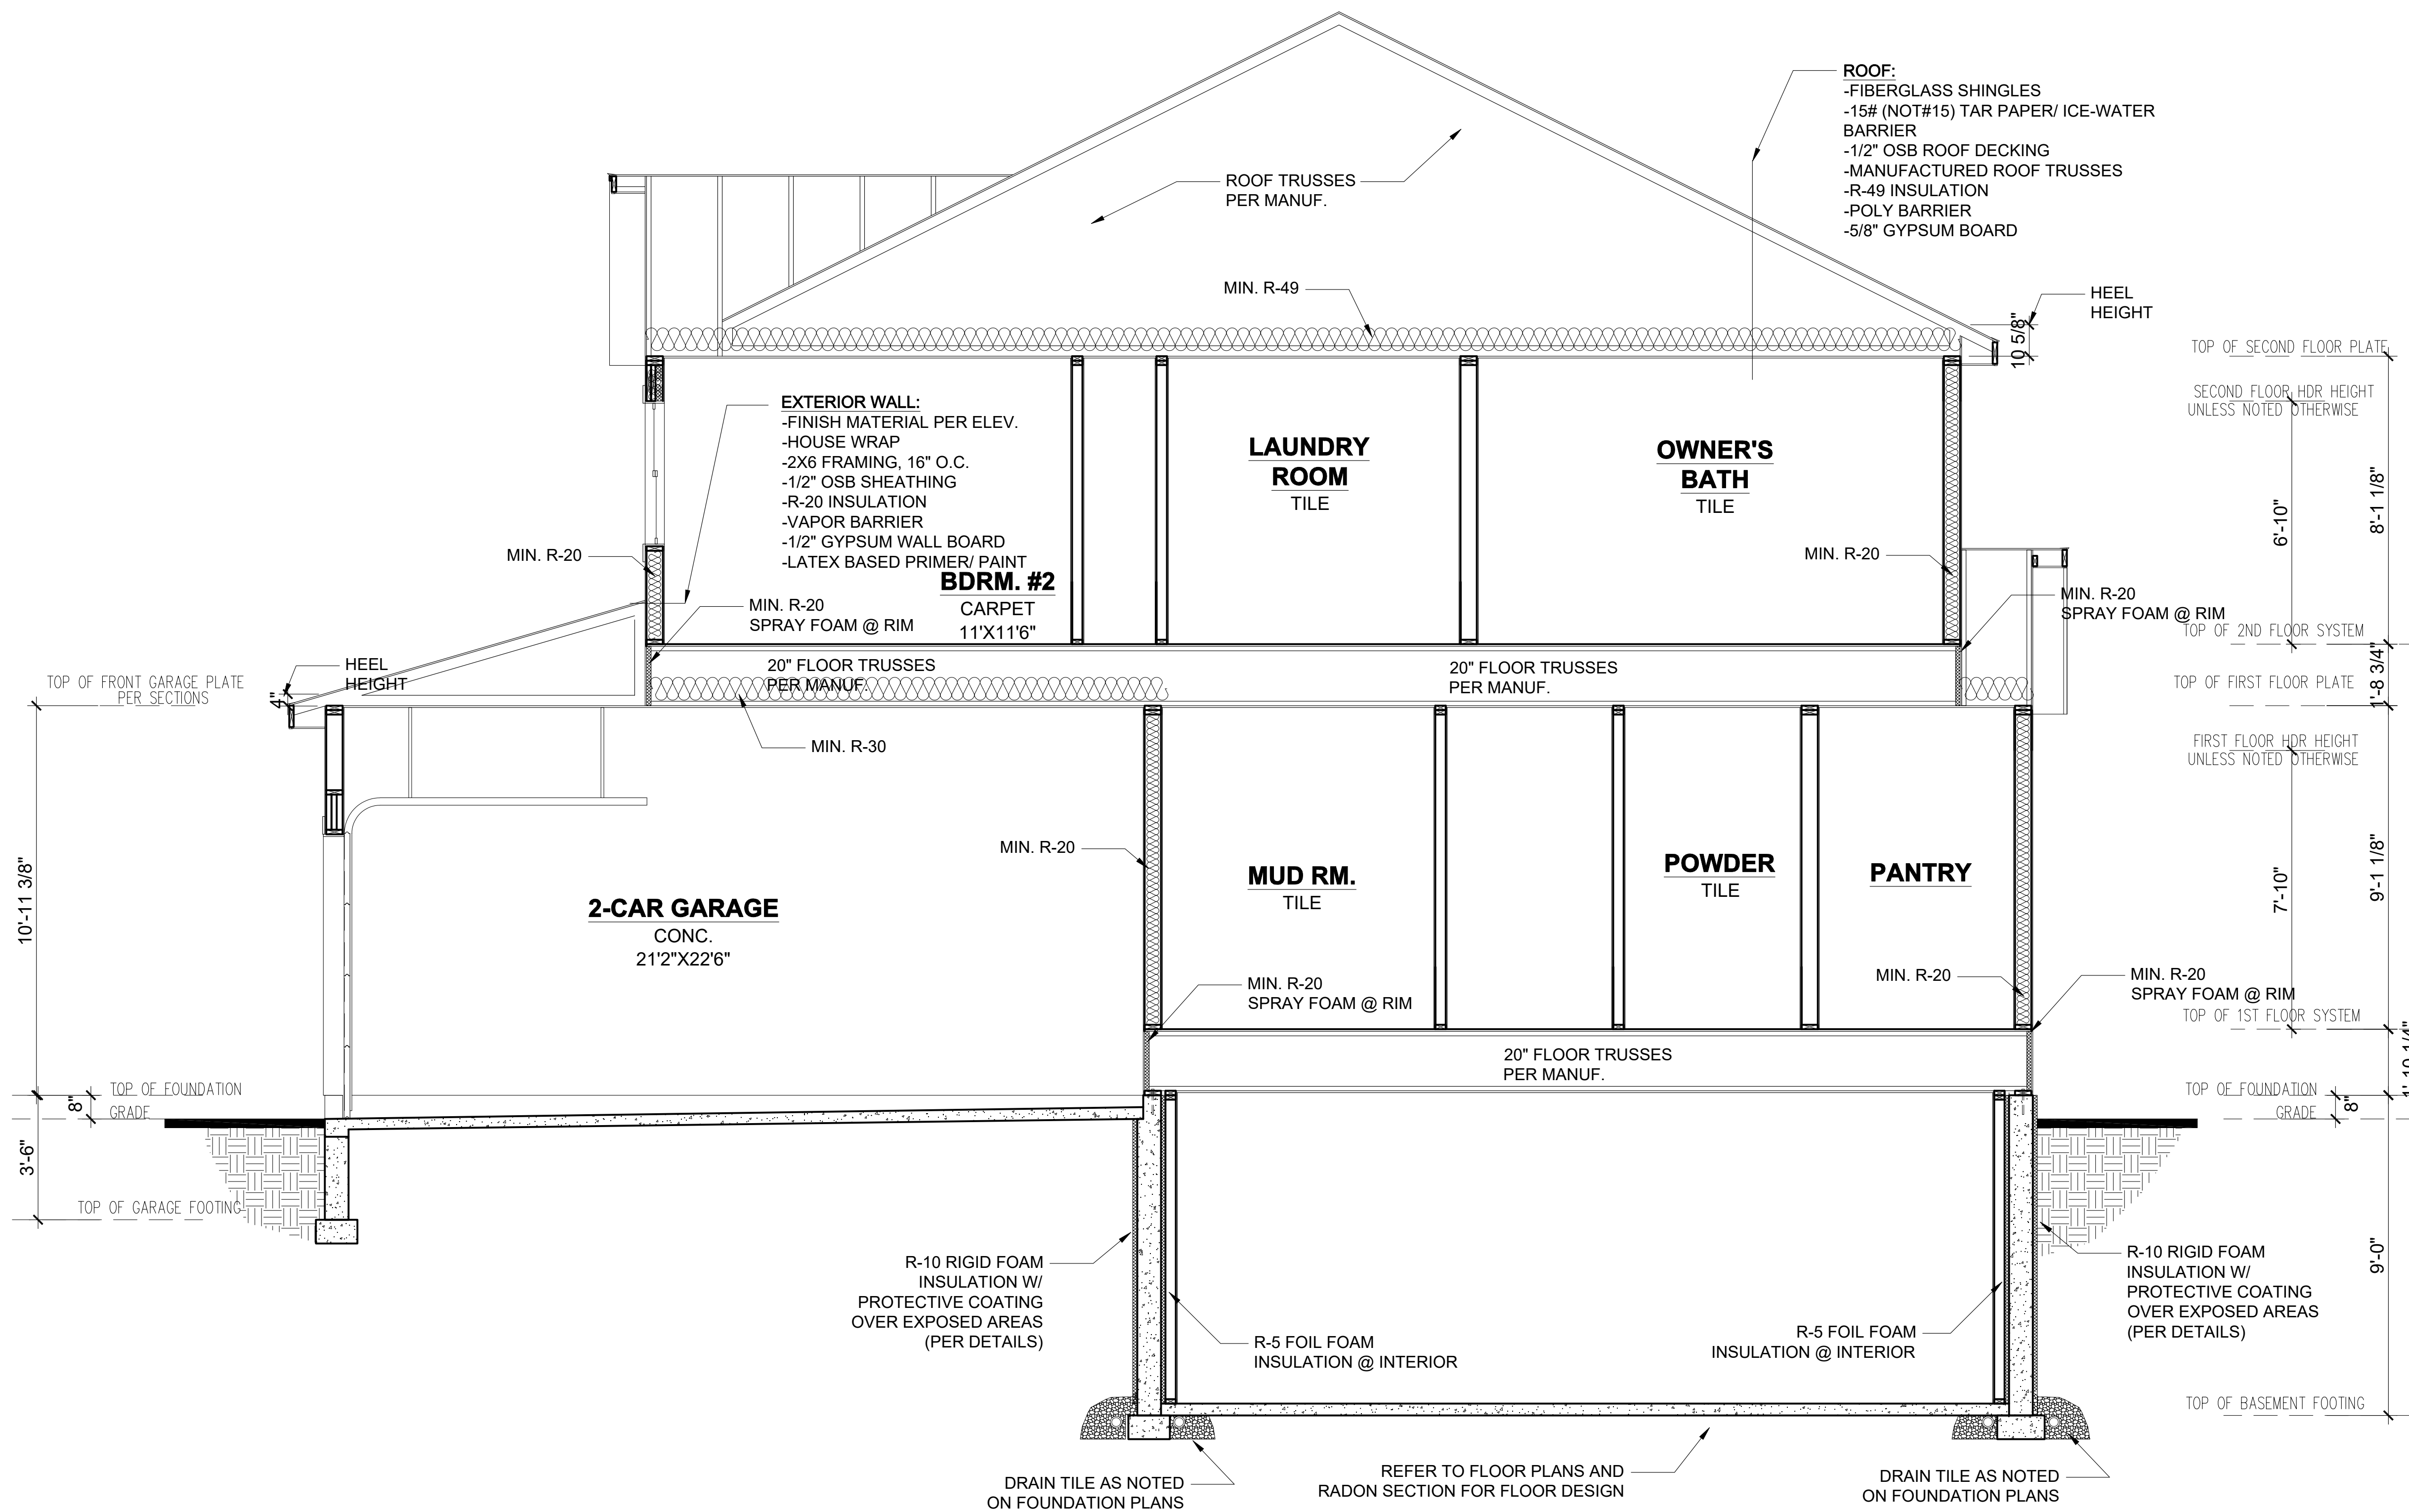 ROOF:
-FIBERGLASS SHINGLES
-15# (NOT#15) TAR PAPER/ ICE-WATER
BARRIER
-1/2" OSB ROOF DECKING
-MANUFACTURED ROOF TRUSSES
-R-49 INSULATION
-POLY BARRIER
-5/8" GYPSUM BOARD
ROOF TRUSSES
PER MANUF.
MIN. R-49
HEEL
HEIGHT
10 5/8"
TOP OF SECOND FLOOR PLATE
SECOND FLOOR HDR HEIGHT
UNLESS NOTED OTHERWISE
6'-10"
8'-1 1/8"
EXTERIOR WALL:
-FINISH MATERIAL PER ELEV.
-HOUSE WRAP
-2X6 FRAMING, 16" O.C.
-1/2" OSB SHEATHING
-R-20 INSULATION
-VAPOR BARRIER
-1/2" GYPSUM WALL BOARD
-LATEX BASED PRIMER/ PAINT
BDRM. #2
CARPET
11'X11'6"
LAUNDRY
ROOM
TILE
OWNER'S
BATH
TILE
MIN. R-20
MIN. R-20
MIN. R-20
SPRAY FOAM @ RIM
MIN. R-20
SPRAY FOAM @ RIM
TOP OF 2ND FLOOR SYSTEM
20" FLOOR TRUSSES
PER MANUF.
20" FLOOR TRUSSES
PER MANUF.
HEEL
HEIGHT
4"
TOP OF FRONT GARAGE PLATE
PER SECTIONS
TOP OF FIRST FLOOR PLATE
1'-8 3/4"
MIN. R-30
FIRST FLOOR HDR HEIGHT
UNLESS NOTED OTHERWISE
7'-10"
9'-1 1/8"
10'-11 3/8"
MIN. R-20
2-CAR GARAGE
CONC.
21'2"X22'6"
MUD RM.
TILE
POWDER
TILE
PANTRY
MIN. R-20
SPRAY FOAM @ RIM
MIN. R-20
MIN. R-20
SPRAY FOAM @ RIM
TOP OF 1ST FLOOR SYSTEM
20" FLOOR TRUSSES
PER MANUF.
1'-10 1/4"
TOP OF FOUNDATION
GRADE
8"
TOP OF FOUNDATION
GRADE
8"
3'-6"
TOP OF GARAGE FOOTING
R-10 RIGID FOAM
INSULATION W/
PROTECTIVE COATING
OVER EXPOSED AREAS
(PER DETAILS)
R-5 FOIL FOAM
INSULATION @ INTERIOR
R-5 FOIL FOAM
INSULATION @ INTERIOR
R-10 RIGID FOAM
INSULATION W/
PROTECTIVE COATING
OVER EXPOSED AREAS
(PER DETAILS)
9'-0"
TOP OF BASEMENT FOOTING
DRAIN TILE AS NOTED
ON FOUNDATION PLANS
REFER TO FLOOR PLANS AND
RADON SECTION FOR FLOOR DESIGN
DRAIN TILE AS NOTED
ON FOUNDATION PLANS